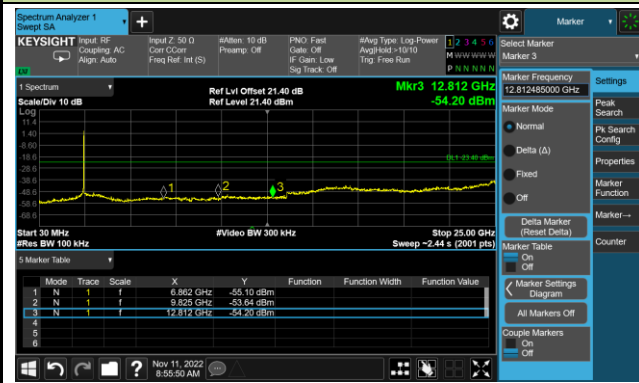 Spectrum Analyzer 1
Swept SA
KEYSIGHT
Input: RF
Coupling: AC
Align: Auto
Input Z: 50 Ω
Corr CCorr
Freq Ref: Int (S)
#Atten: 10 dB
Preamp: Off
PNO: Fast
Gate: Off
IF Gain: Low
Sig Track: Off
#Avg Type: Log-Power
Avg|Hold:>10/10
Trig: Free Run
1 2 3 4 5 6
M W W W W W
P N N N N N
1 Spectrum
Scale/Div 10 dB
Ref Lvl Offset 21.40 dB
Ref Level 21.40 dBm
Mkr3 12.812 GHz
-54.20 dBm
Log
11.4
1.40
-8.60
-18.6
-28.6
-38.6
-48.6
-58.6
-68.6
DL1 -23.40 dBm
1
2
3
Start 30 MHz
#Res BW 100 kHz
#Video BW 300 kHz
Stop 25.00 GHz
Sweep ~2.44 s (2001 pts)
5 Marker Table
Mode Trace Scale X Y Function Function Width Function Value
1 N 1 f 6.862 GHz -55.10 dBm
2 N 1 f 9.825 GHz -53.64 dBm
3 N 1 f 12.812 GHz -54.20 dBm
4
5
6
Nov 11, 2022
8:55:50 AM
Marker
Select Marker
Marker 3
Marker Frequency
12.812485000 GHz
Marker Mode
Normal
Delta (Δ)
Fixed
Off
Delta Marker
(Reset Delta)
Marker Table
On
Off
Marker Settings
Diagram
All Markers Off
Couple Markers
On
Off
Settings
Peak
Search
Pk Search
Config
Properties
Marker
Function
Marker→
Counter